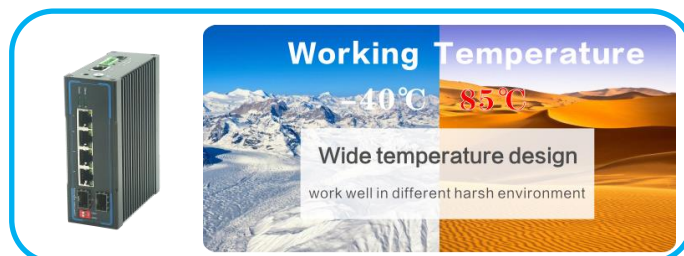 Working Temperature
-40℃ 85℃
Wide temperature design
work well in different harsh environment